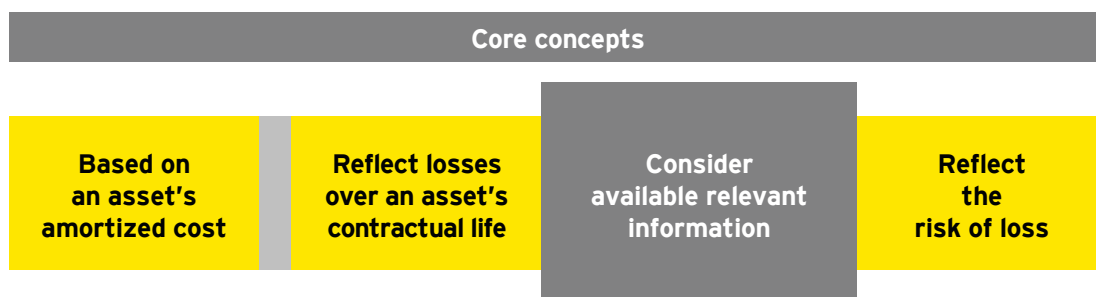 Core concepts
Based on
an asset's
amortized cost
Reflect losses
over an asset's
contractual life
Consider
available relevant
information
Reflect
the
risk of loss